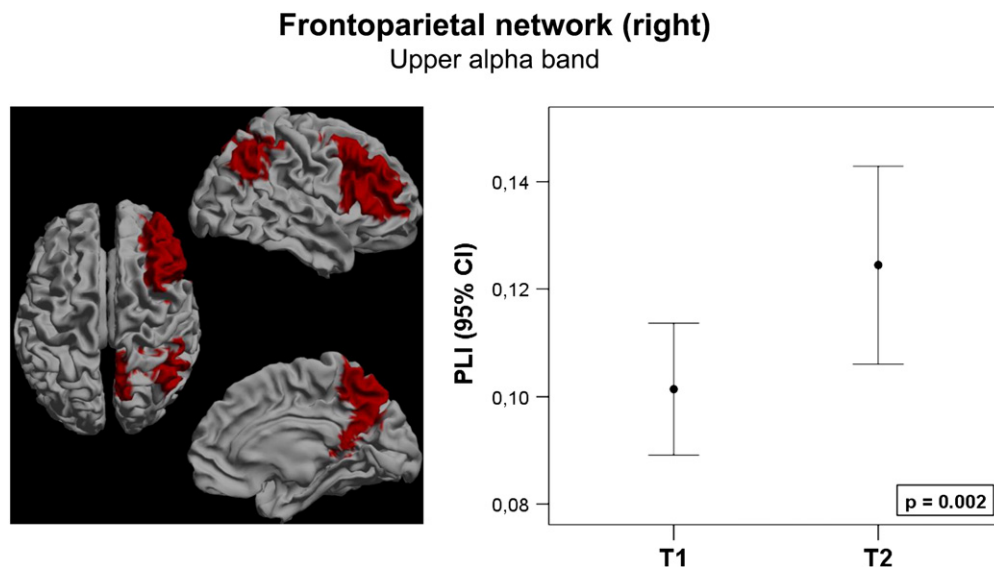 Frontoparietal network (right)
Upper alpha band
PLI (95% CI)
0,14
0,12
0,10
0,08
p = 0.002
T1
T2